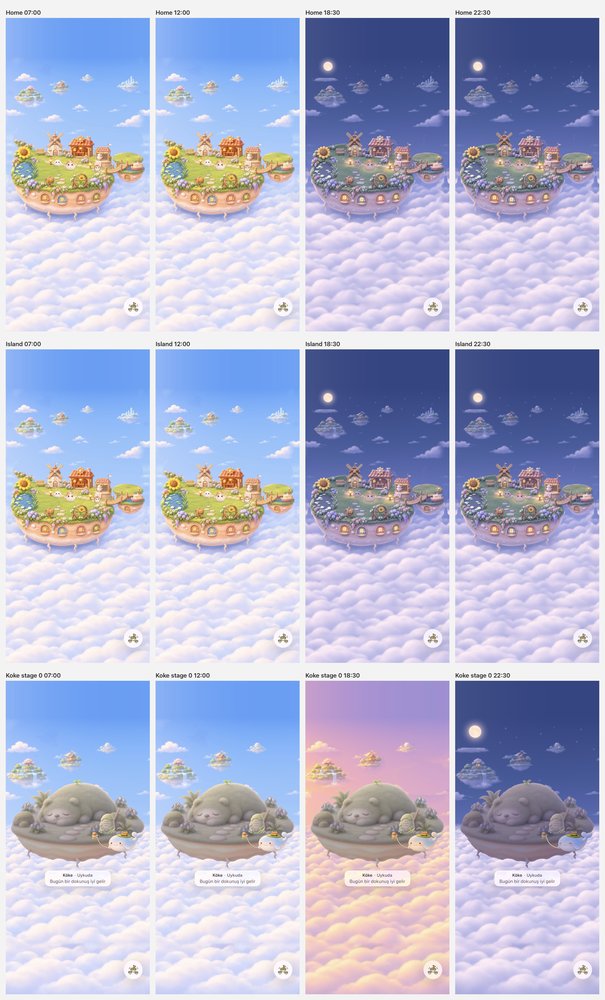 Home 07:00
Home 12:00
Home 18:30
Home 22:30
Island 07:00
Island 12:00
Island 18:30
Island 22:30
Koke stage 0 07:00
Koke stage 0 12:00
Koke stage 0 18:30
Koke stage 0 22:30
Köke · Uykuda
Bugün bir dokunuş iyi gelir
Köke · Uykuda
Bugün bir dokunuş iyi gelir
Köke · Uykuda
Bugün bir dokunuş iyi gelir
Köke · Uykuda
Bugün bir dokunuş iyi gelir